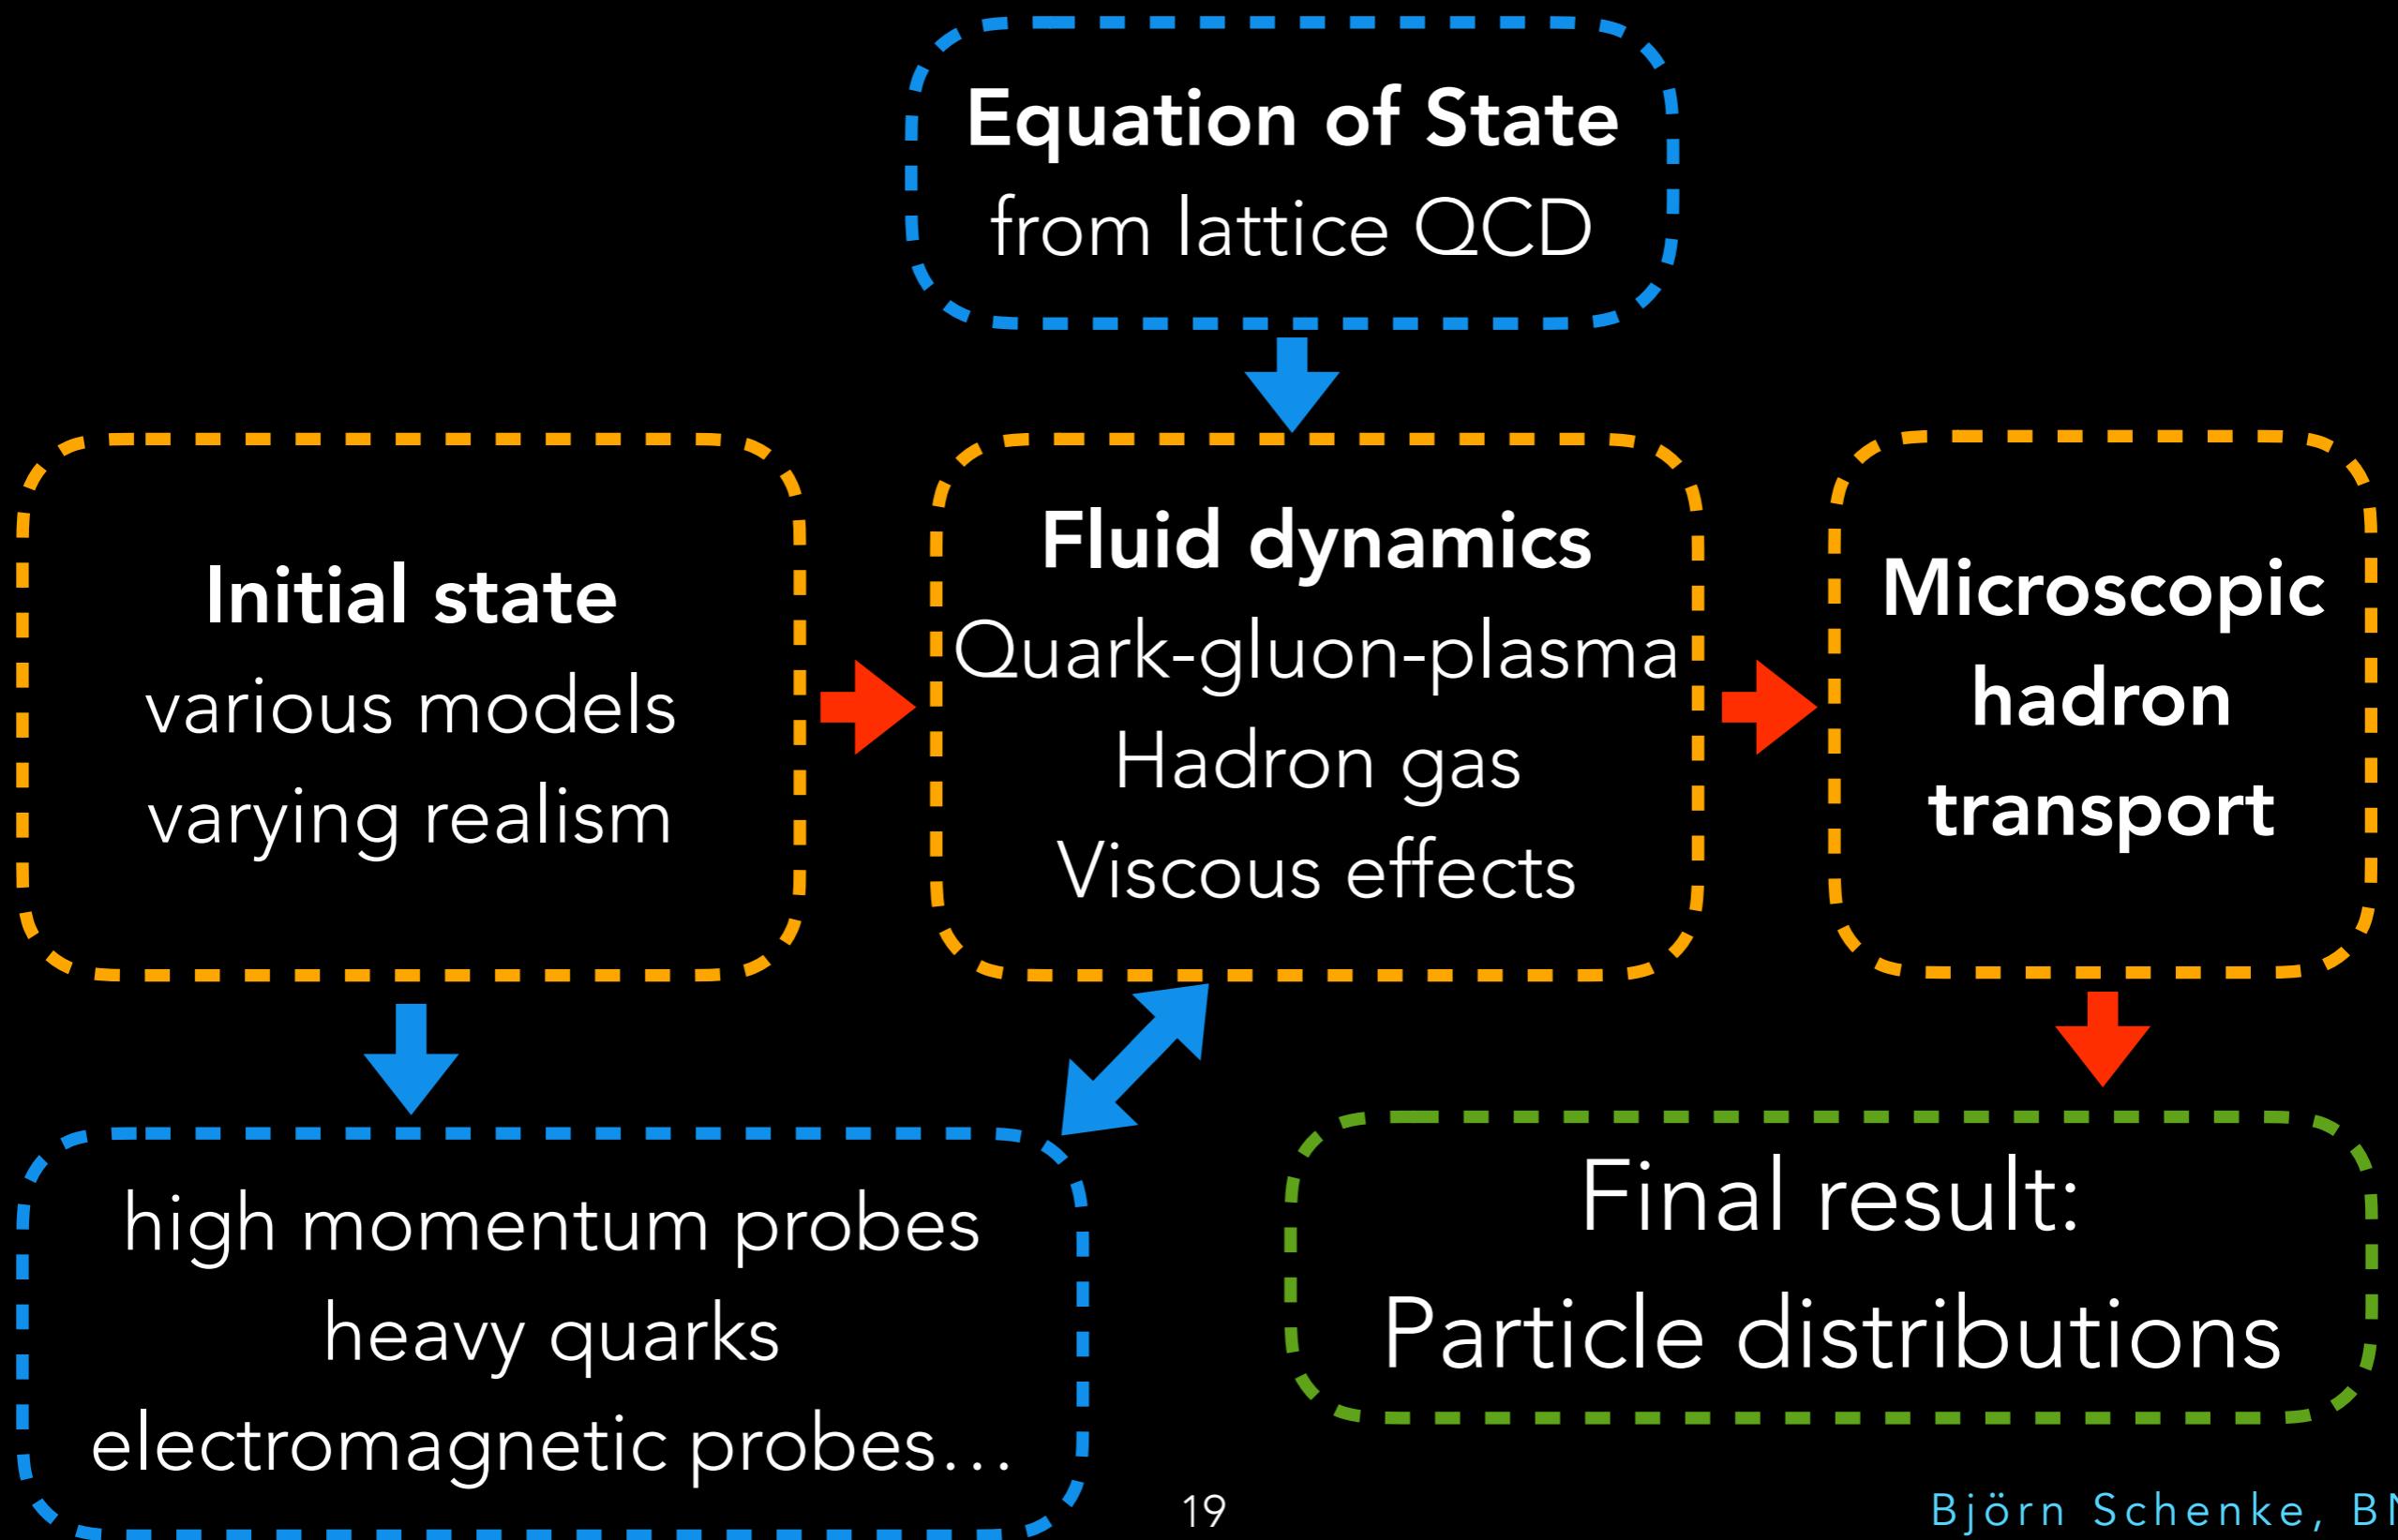 Equation of State
from lattice QCD
Initial state
various models
varying realism
Fluid dynamics
Quark-gluon-plasma
Hadron gas
Viscous effects
Microscopic
hadron
transport
high momentum probes
heavy quarks
electromagnetic probes…
Final result:
Particle distributions
19
Björn Schenke,